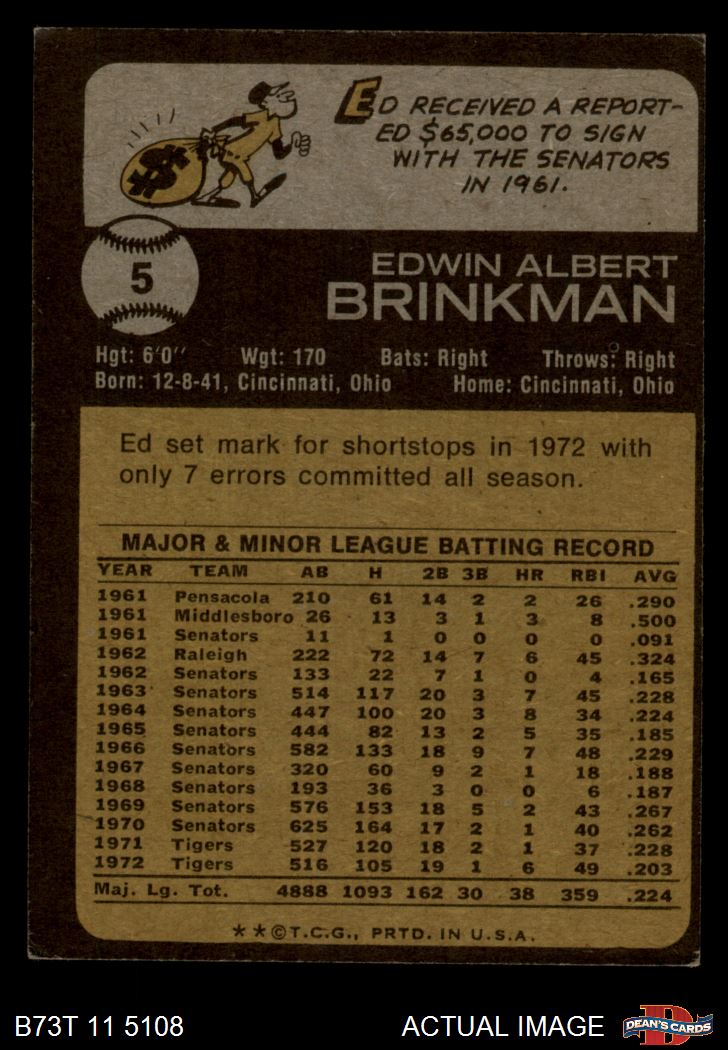 ED RECEIVED A REPORT-
ED $65,000 TO SIGN
WITH THE SENATORS
IN 1961.
5
EDWIN ALBERT
BRINKMAN
Hgt: 6'0" Wgt: 170 Bats: Right Throws: Right
Born: 12-8-41, Cincinnati, Ohio Home: Cincinnati, Ohio
Ed set mark for shortstops in 1972 with
only 7 errors committed all season.
MAJOR & MINOR LEAGUE BATTING RECORD
YEAR TEAM AB H 2B 3B HR RBI AVG
1961 Pensacola 210 61 14 2 2 26 .290
1961 Middlesboro 26 13 3 1 3 8 .500
1961 Senators 11 1 0 0 0 0 .091
1962 Raleigh 222 72 14 7 6 45 .324
1962 Senators 133 22 7 1 0 4 .165
1963 Senators 514 117 20 3 7 45 .228
1964 Senators 447 100 20 3 8 34 .224
1965 Senators 444 82 13 2 5 35 .185
1966 Senators 582 133 18 9 7 48 .229
1967 Senators 320 60 9 2 1 18 .188
1968 Senators 193 36 3 0 0 6 .187
1969 Senators 576 153 18 5 2 43 .267
1970 Senators 625 164 17 2 1 40 .262
1971 Tigers 527 120 18 2 1 37 .228
1972 Tigers 516 105 19 1 6 49 .203
Maj. Lg. Tot. 4888 1093 162 30 38 359 .224
**©T.C.G., PRTD. IN U.S.A.
B73T 11 5108 ACTUAL IMAGE DEAN'S CARDS